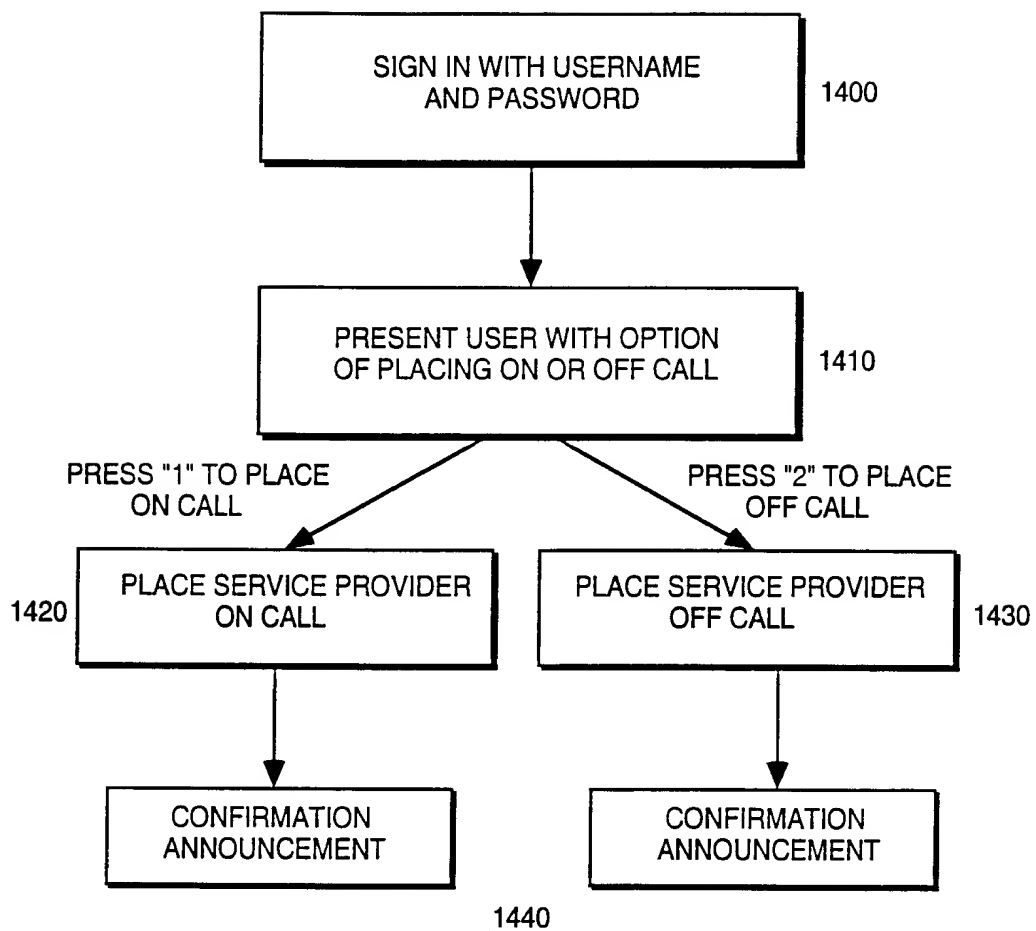 SIGN IN WITH USERNAME
AND PASSWORD
1400
PRESENT USER WITH OPTION
OF PLACING ON OR OFF CALL
1410
PRESS "1" TO PLACE
ON CALL
PRESS "2" TO PLACE
OFF CALL
1420
PLACE SERVICE PROVIDER
ON CALL
PLACE SERVICE PROVIDER
OFF CALL
1430
CONFIRMATION
ANNOUNCEMENT
CONFIRMATION
ANNOUNCEMENT
1440